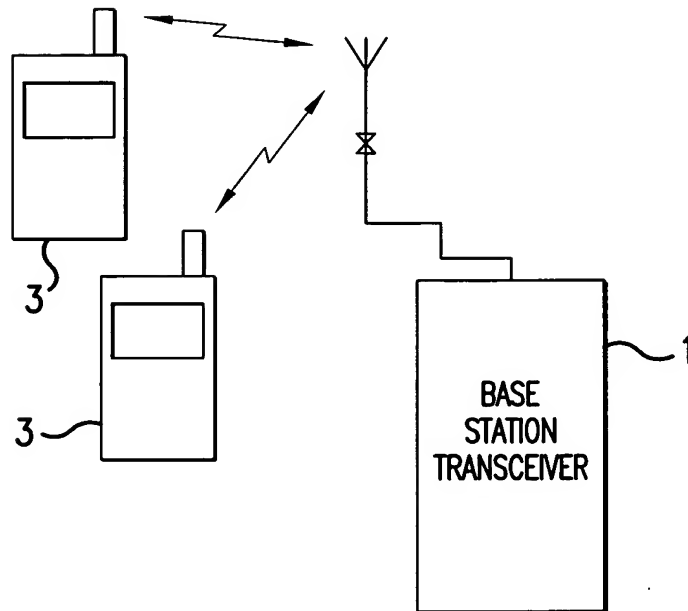 3
3
1
BASE
STATION
TRANSCEIVER